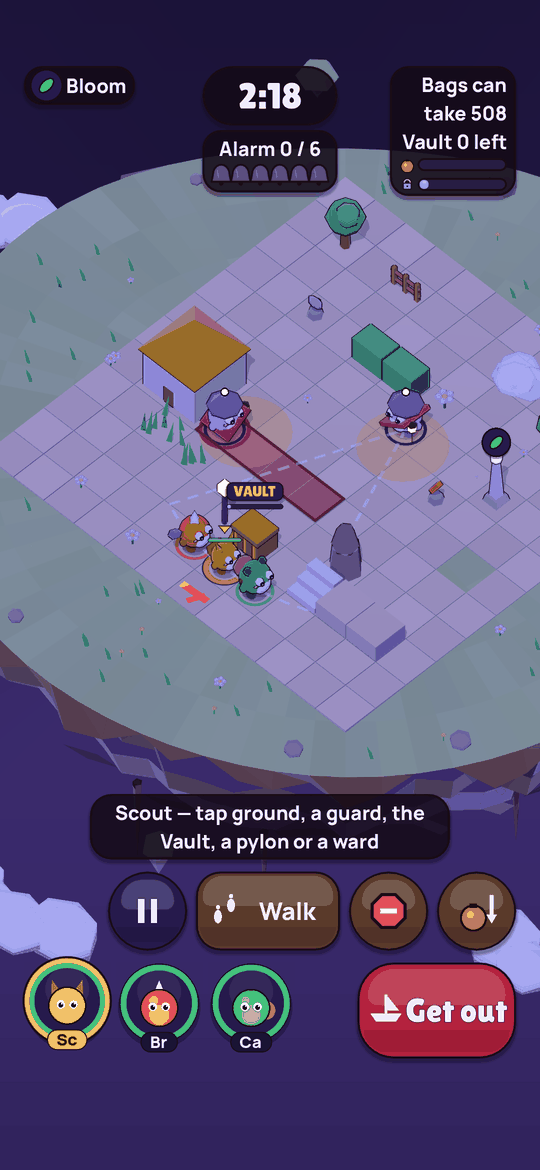 Bloom
2:18
Alarm 0 / 6
Bags can
take 508
Vault 0 left
VAULT
Scout — tap ground, a guard, the
Vault, a pylon or a ward
Walk
Sc
Br
Ca
Get out